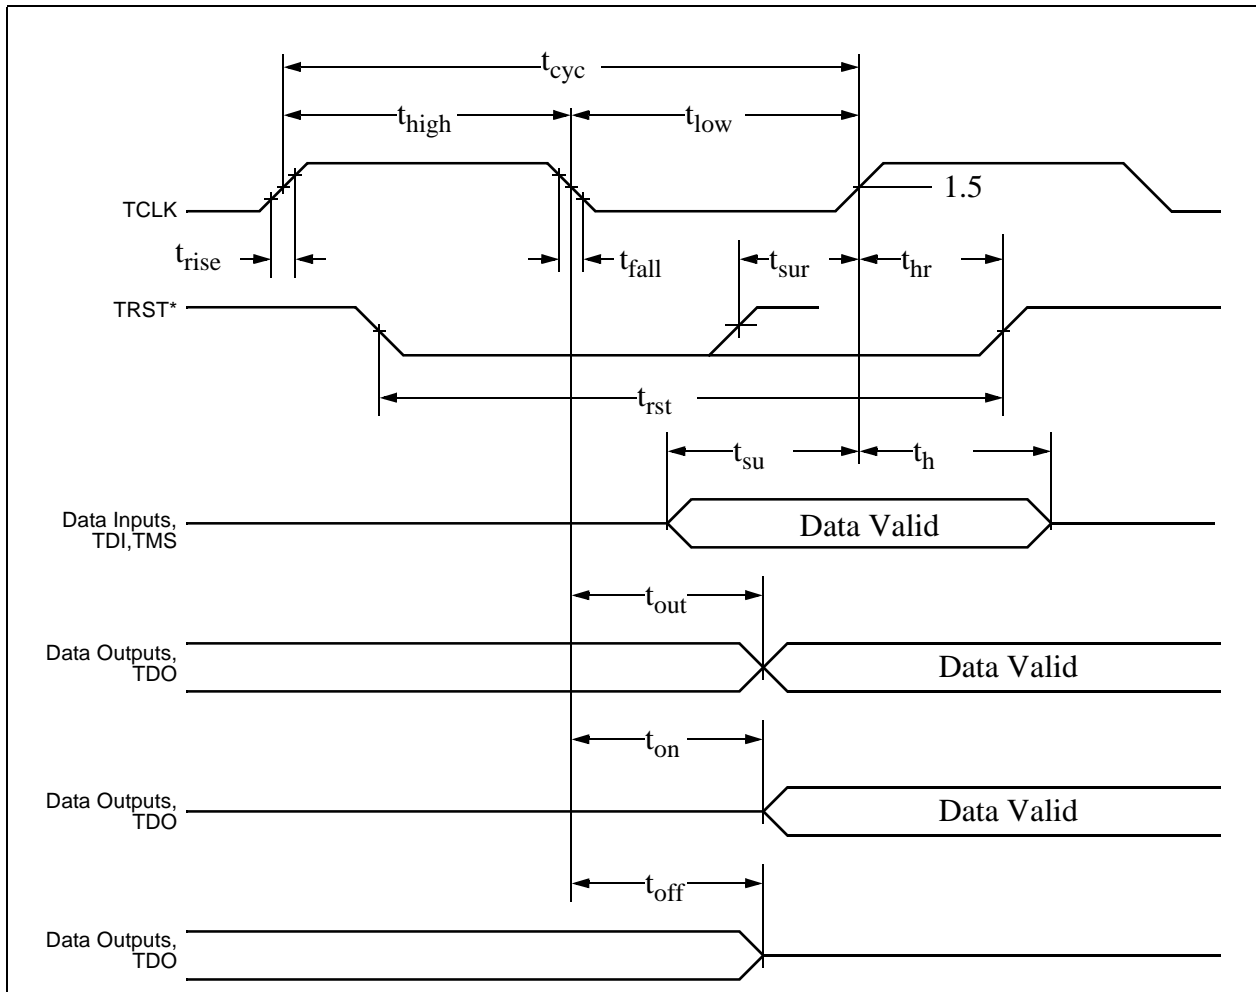 tcyc
thigh
tlow
1.5
TCLK
trise
tfall
tsur
thr
TRST*
trst
tsu
th
Data Inputs,
TDI,TMS
Data Valid
tout
Data Outputs,
TDO
Data Valid
ton
Data Outputs,
TDO
Data Valid
toff
Data Outputs,
TDO